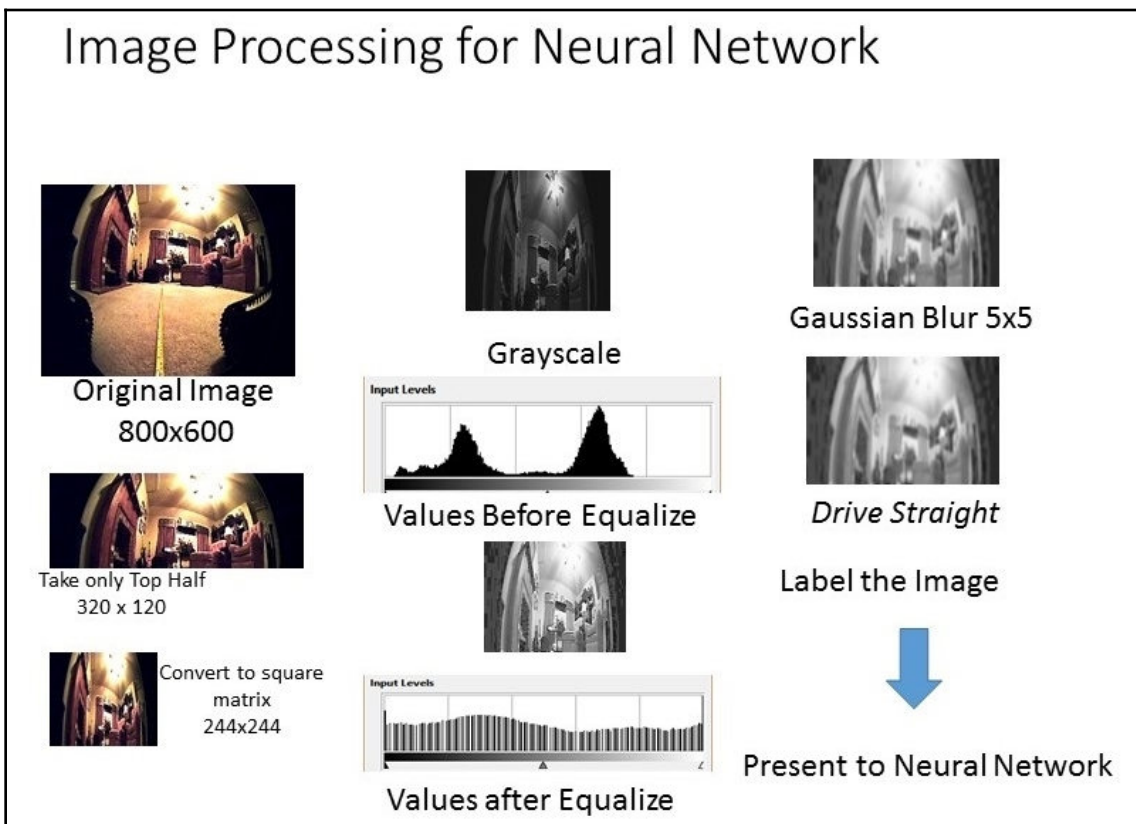 Image Processing for Neural Network
Original Image
800x600
Take only Top Half
320 x 120
Convert to square
matrix
244x244
Grayscale
Input Levels
Values Before Equalize
Input Levels
Values after Equalize
Gaussian Blur 5x5
Drive Straight
Label the Image
Present to Neural Network